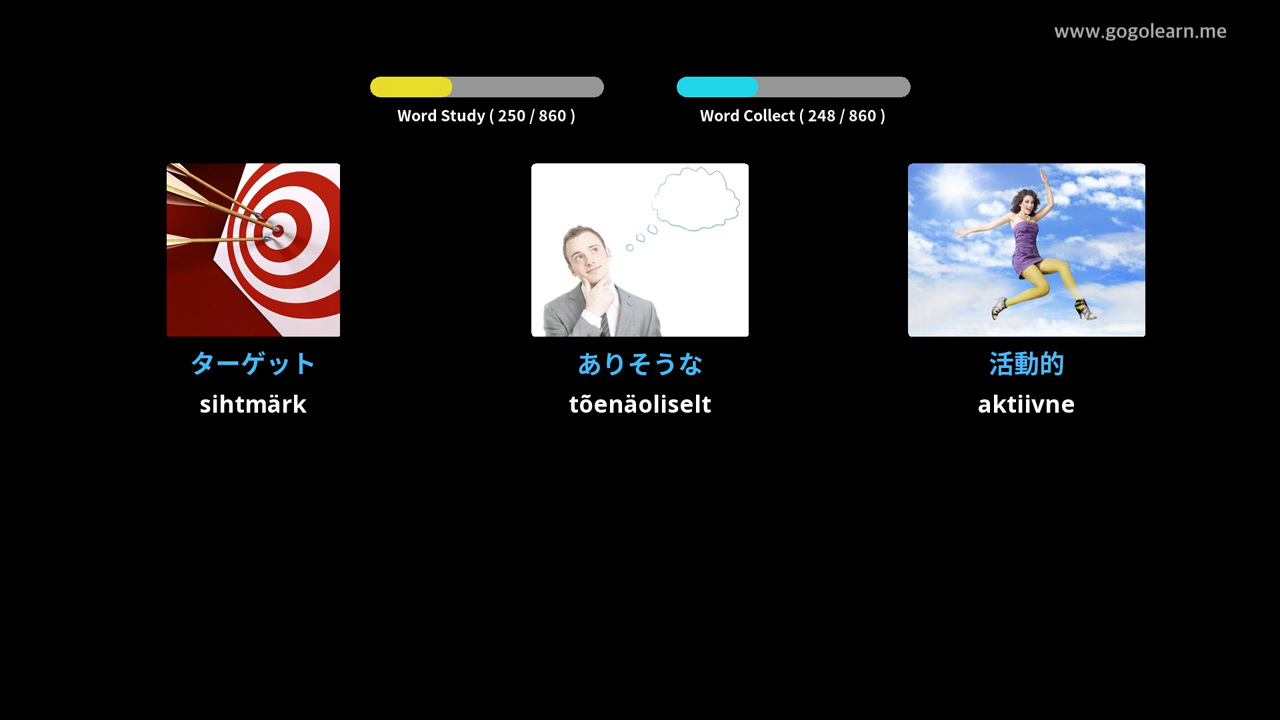 www.gogolearn.me
Word Study ( 250 / 860 )
Word Collect ( 248 / 860 )
ターゲット
sihtmärk
ありそうな
tõenäoliselt
活動的
aktiivne